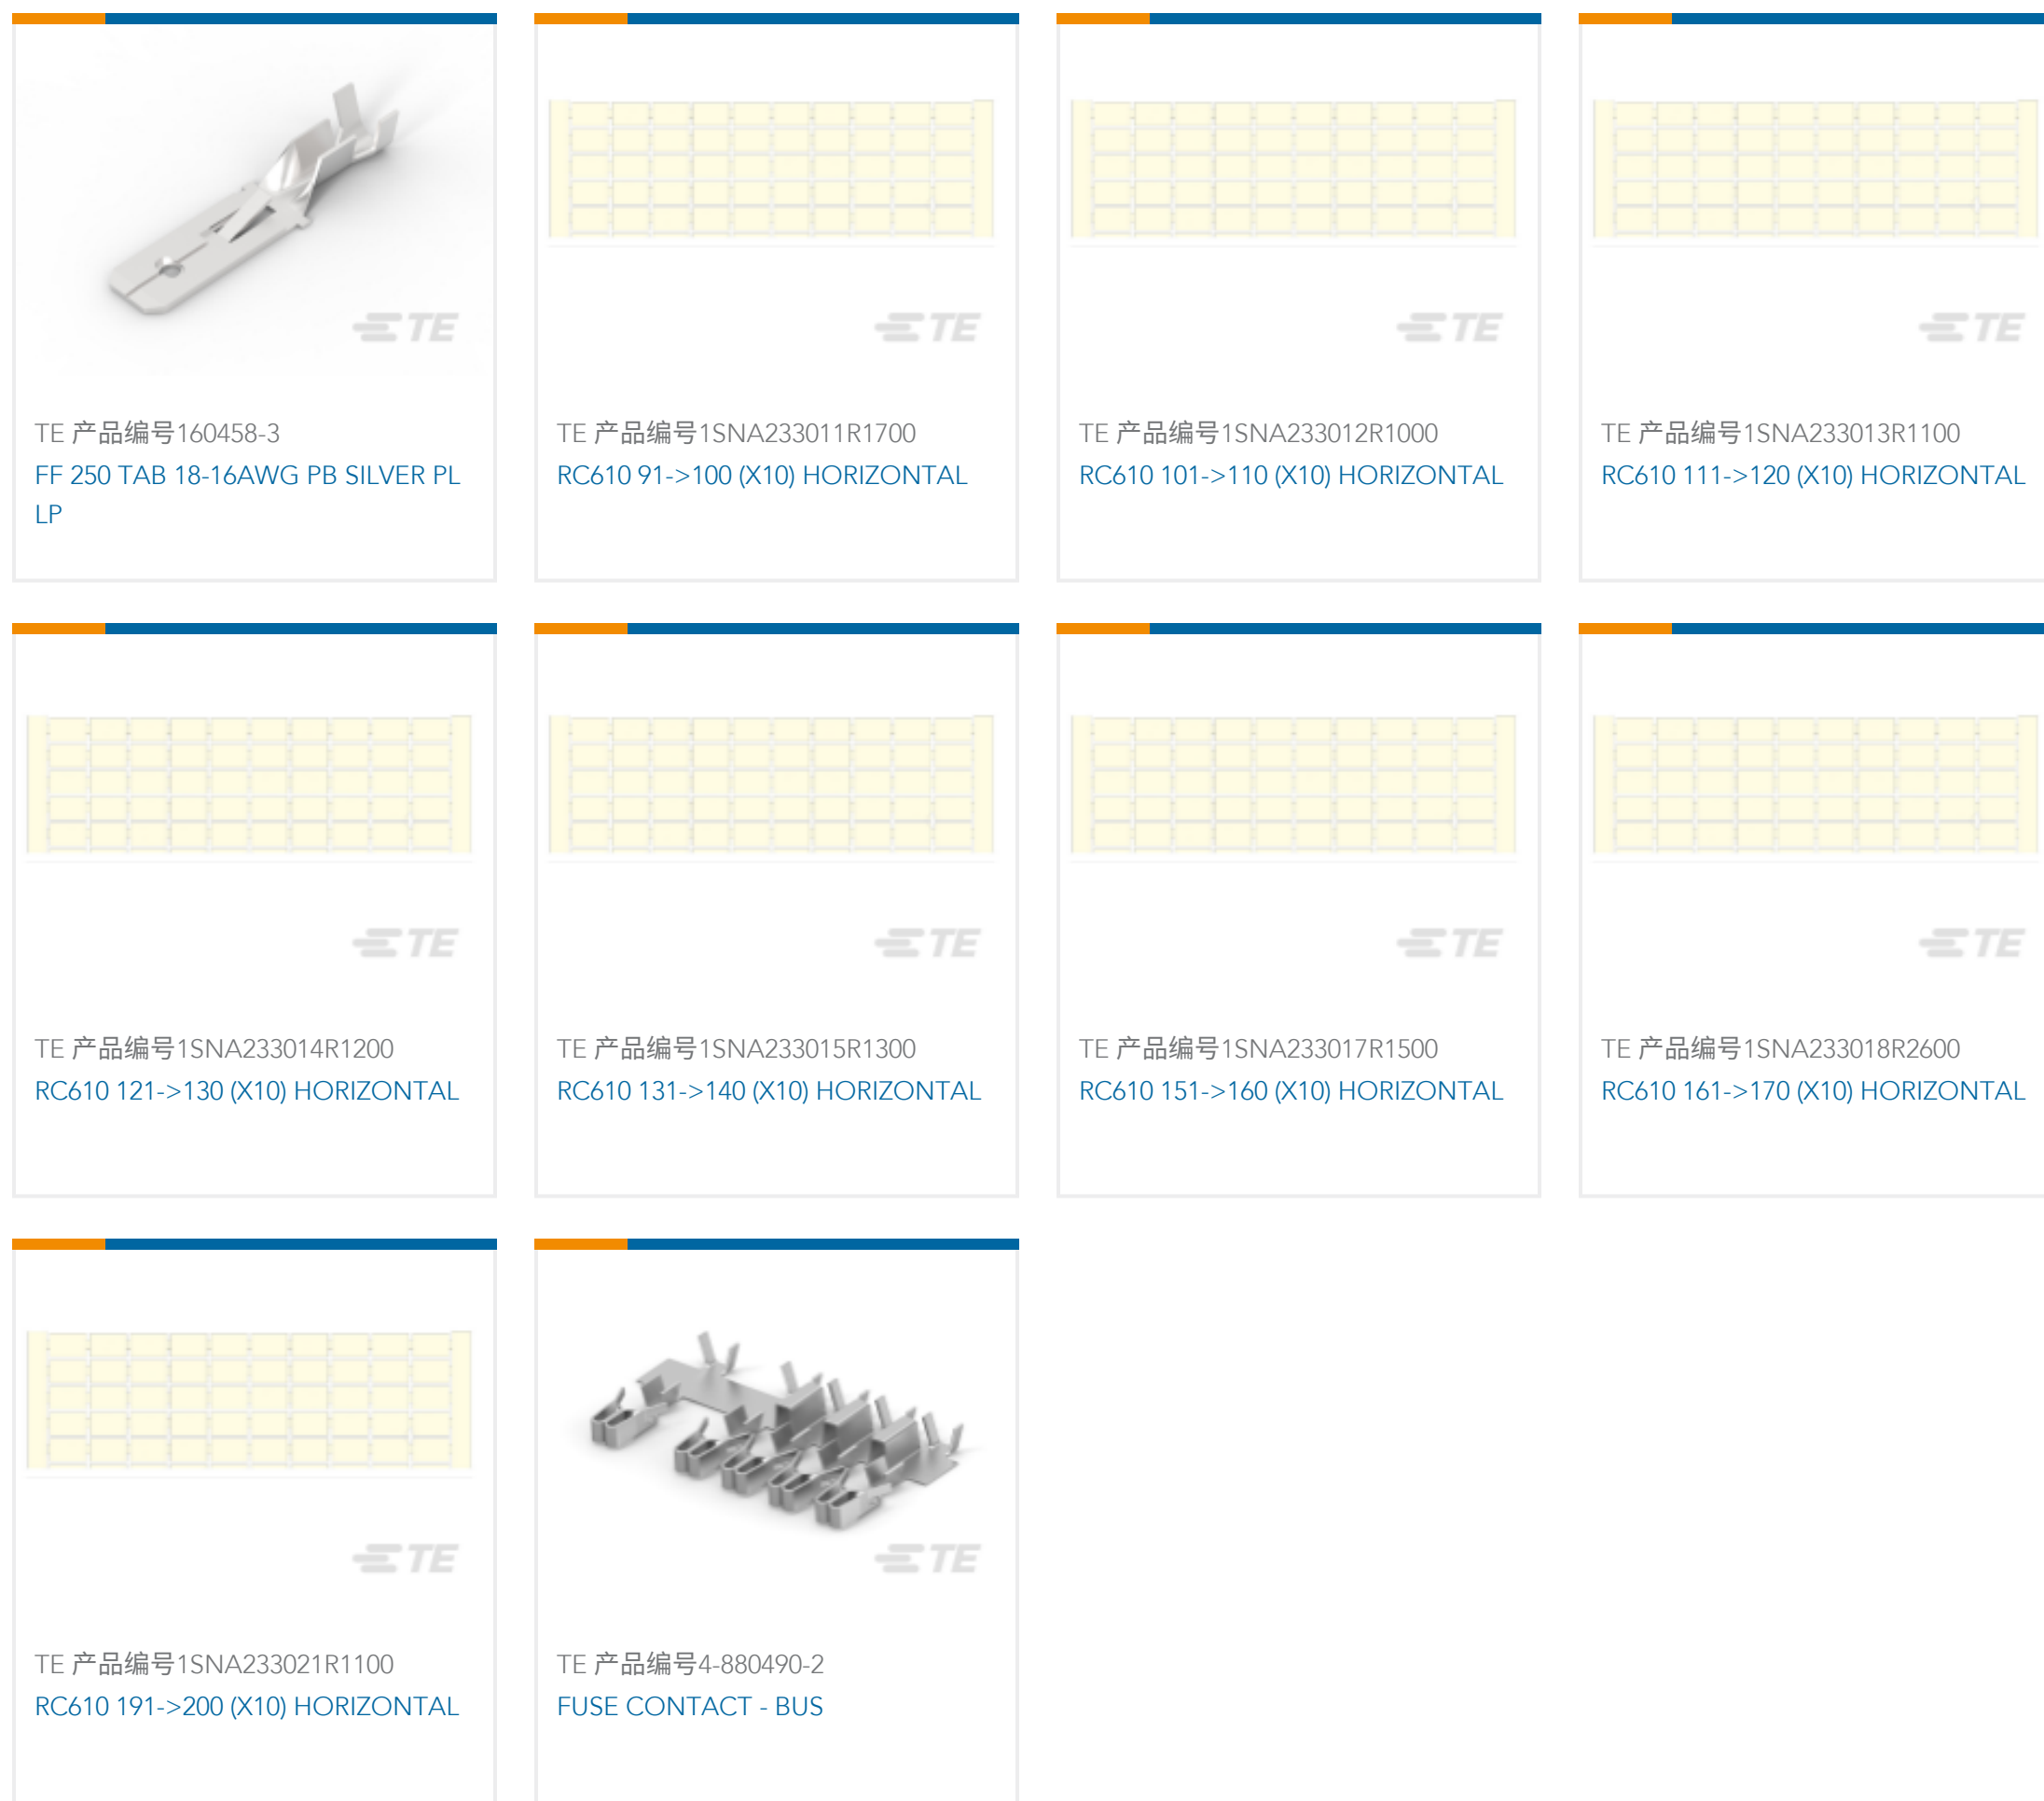 TE
TE
TE
TE
TE 产品编号160458-3
FF 250 TAB 18-16AWG PB SILVER PL
LP
TE 产品编号1SNA233011R1700
RC610 91->100 (X10) HORIZONTAL
TE 产品编号1SNA233012R1000
RC610 101->110 (X10) HORIZONTAL
TE 产品编号1SNA233013R1100
RC610 111->120 (X10) HORIZONTAL
TE
TE
TE
TE
TE 产品编号1SNA233014R1200
RC610 121->130 (X10) HORIZONTAL
TE 产品编号1SNA233015R1300
RC610 131->140 (X10) HORIZONTAL
TE 产品编号1SNA233017R1500
RC610 151->160 (X10) HORIZONTAL
TE 产品编号1SNA233018R2600
RC610 161->170 (X10) HORIZONTAL
TE
TE
TE 产品编号1SNA233021R1100
RC610 191->200 (X10) HORIZONTAL
TE 产品编号4-880490-2
FUSE CONTACT - BUS